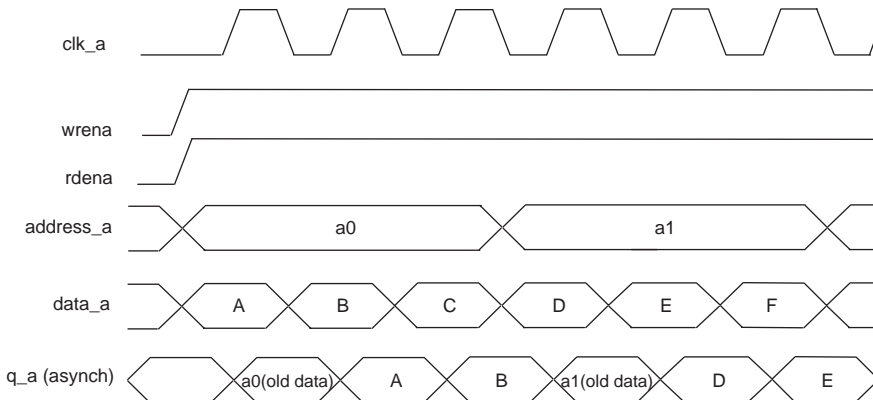 clk_a
wrena
rdena
address_a a0 a1
data_a A B C D E F
q_a (asynch) a0(old data) A B a1(old data) D E